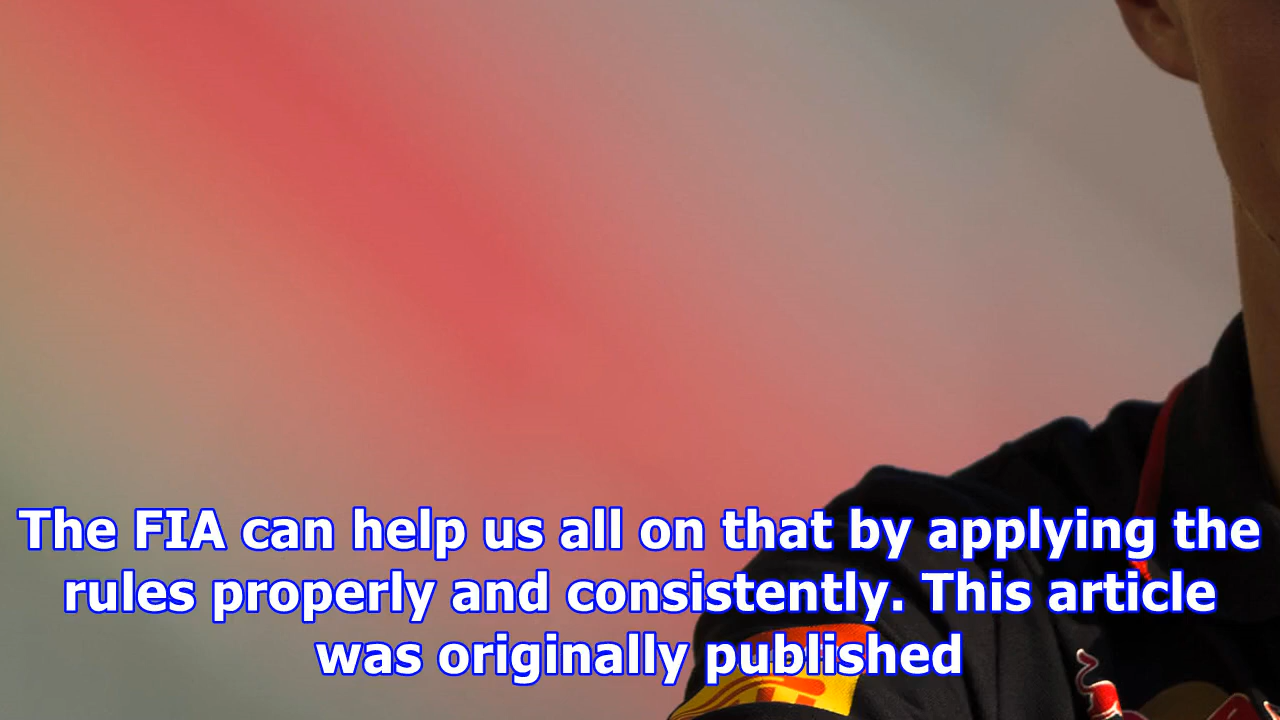 The FIA can help us all on that by applying the
rules properly and consistently. This article
was originally published